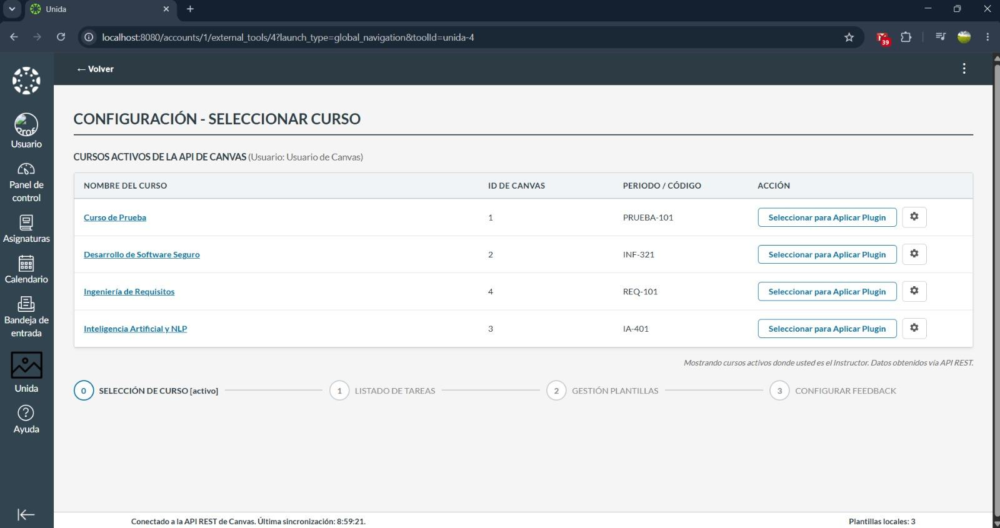 Unida
localhost:8080/accounts/1/external_tools/4?launch_type=global_navigation&toolId=unida-4
39
← Volver
Prof
Usuario
Panel de
control
Asignaturas
Calendario
Bandeja de
entrada
Unida
Ayuda
CONFIGURACIÓN - SELECCIONAR CURSO
CURSOS ACTIVOS DE LA API DE CANVAS (Usuario: Usuario de Canvas)
NOMBRE DEL CURSO ID DE CANVAS PERIODO / CÓDIGO ACCIÓN
Curso de Prueba 1 PRUEBA-101 Seleccionar para Aplicar Plugin
Desarrollo de Software Seguro 2 INF-321 Seleccionar para Aplicar Plugin
Ingeniería de Requisitos 4 REQ-101 Seleccionar para Aplicar Plugin
Inteligencia Artificial y NLP 3 IA-401 Seleccionar para Aplicar Plugin
Mostrando cursos activos donde usted es el Instructor. Datos obtenidos vía API REST.
0 SELECCIÓN DE CURSO [activo] 1 LISTADO DE TAREAS 2 GESTIÓN PLANTILLAS 3 CONFIGURAR FEEDBACK
Conectado a la API REST de Canvas. Última sincronización: 8:59:21. Plantillas locales: 3